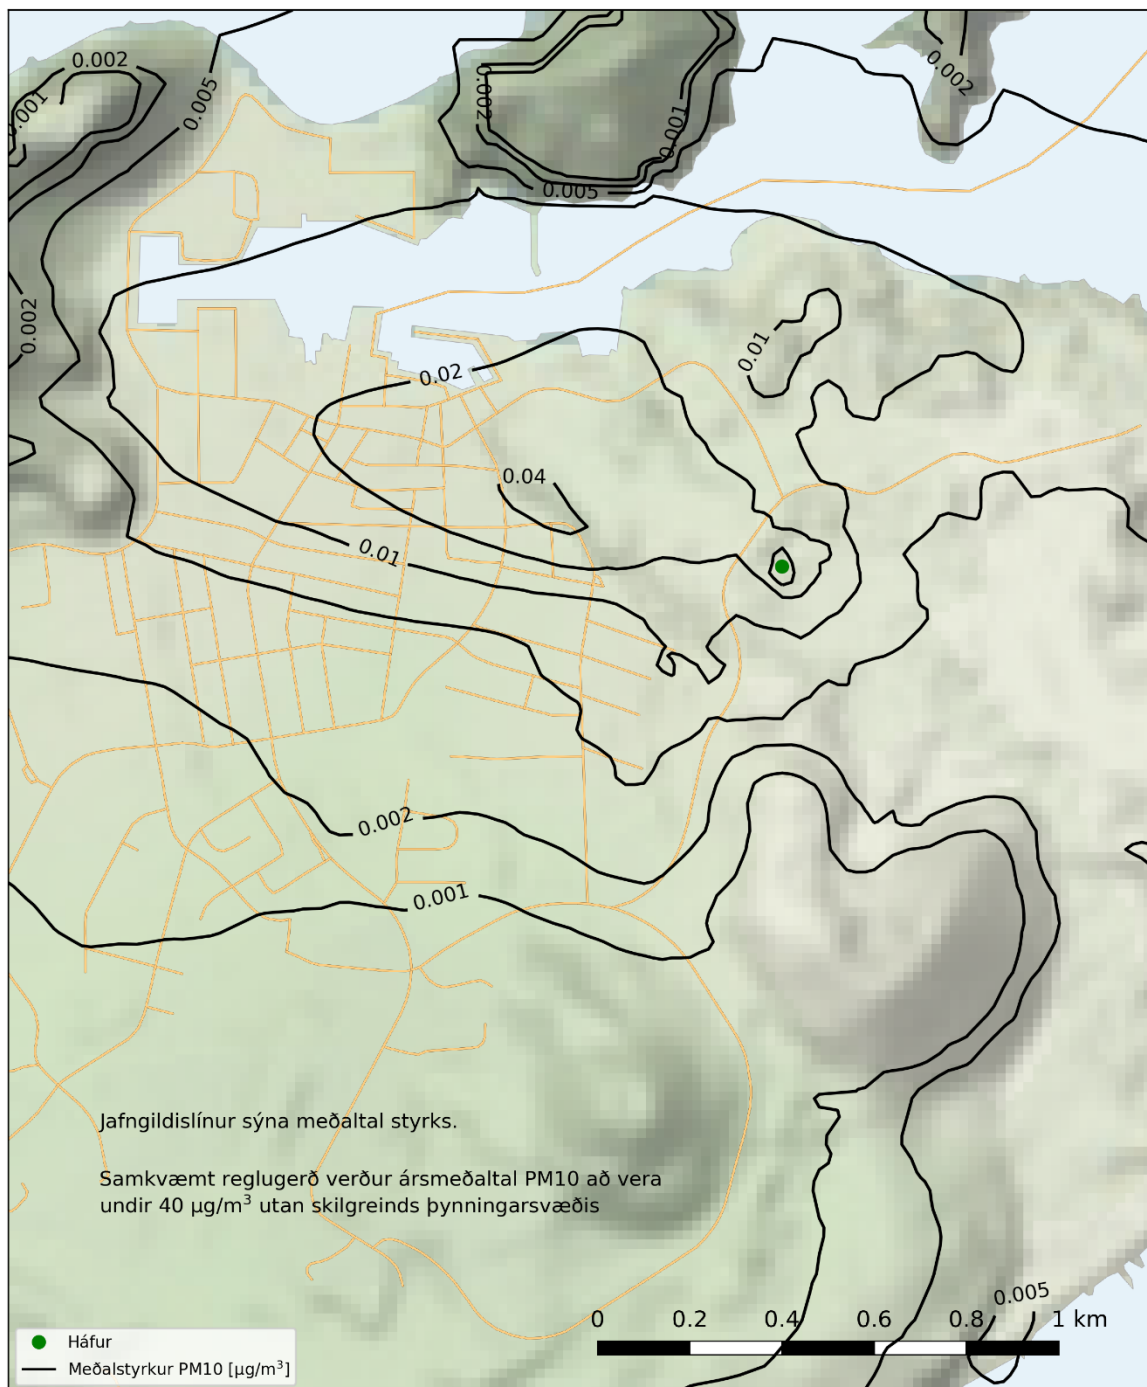 0.002
0.005
0.001
0.002
0.001
0.002
0.005
0.002
0.01
0.02
0.04
0.01
0.002
0.001
Jafngildislínur sýna meðaltal styrks.
Samkvæmt reglugerð verður ársmeðaltal PM10 að vera
undir 40 µg/m³ utan skilgreinds þynningarsvæðis
0.005
0 0.2 0.4 0.6 0.8 1 km
Háfur
Meðalstyrkur PM10 [µg/m³]